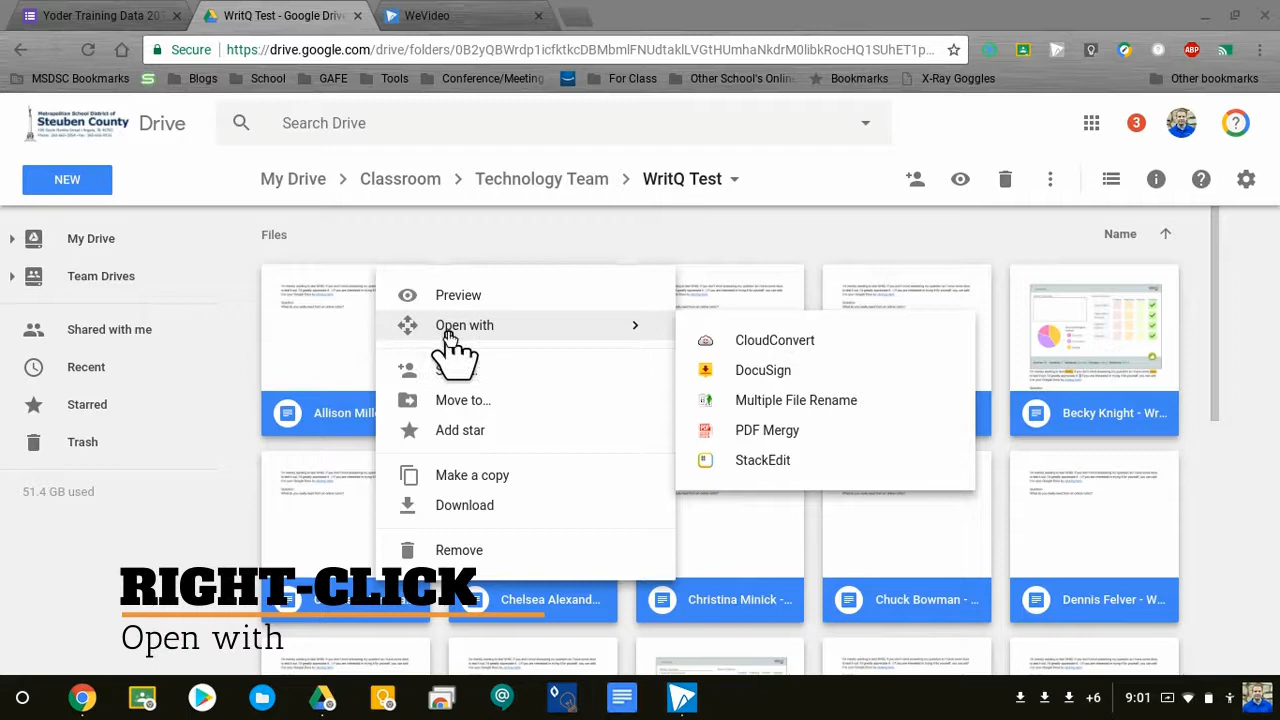 Yoder Training Data 20
WritQ Test - Google Driv
WeVideo
Secure
https://drive.google.com/drive/folders/0B2yQBWrdp1icfktkcDBMbmlFNUdtaklLVGtHUmhaNkdrM0libkRocHQ1SUhET1p...
ABP
MSDSC Bookmarks
Blogs
School
GAFE
Tools
Conference/Meeting
For Class
Other School's Onlin
Bookmarks
X-Ray Goggles
Other bookmarks
Metropolitan School District of
Steuben County
Drive
Search Drive
3
NEW
My Drive
Classroom
Technology Team
WritQ Test
My Drive
Team Drives
Shared with me
Recent
Starred
Trash
51.4 GB used
Files
Name
Preview
Open with
Move to...
Add star
Make a copy
Download
Remove
CloudConvert
DocuSign
Multiple File Rename
PDF Mergy
StackEdit
Allison Mill
Becky Knight - Wr...
Chelsea Alexand...
Christina Minick -...
Chuck Bowman - ...
Dennis Felver - W...
RIGHT-CLICK
Open with
+6
9:01